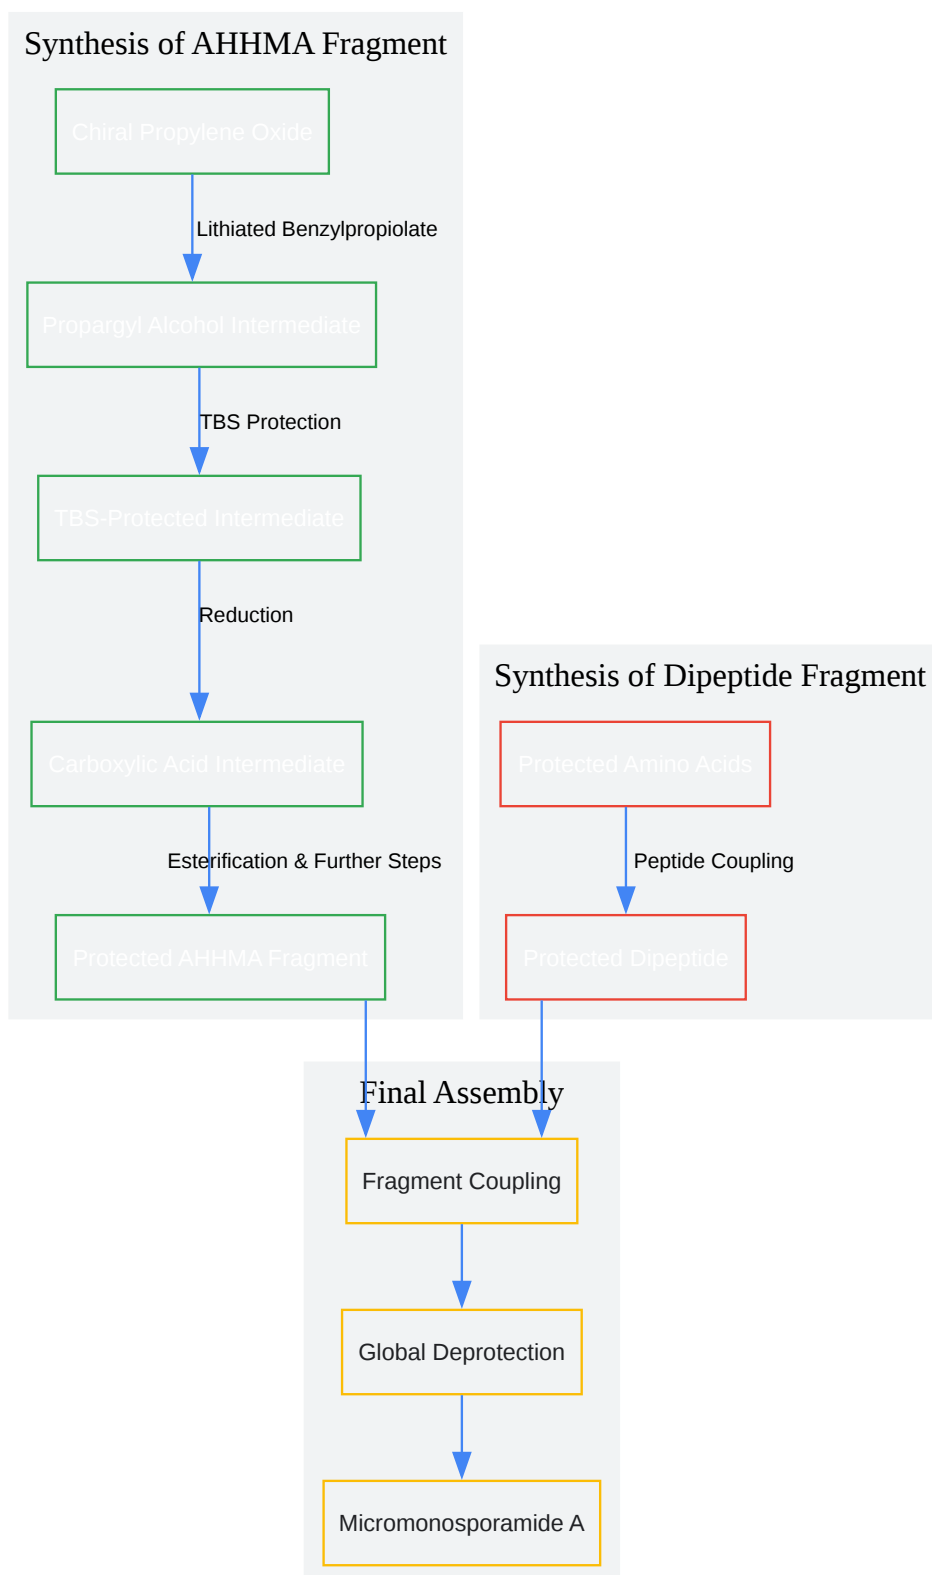 Synthesis of AHHMA Fragment
Chiral Propylene Oxide
Lithiated Benzylpropiolate
Propargyl Alcohol Intermediate
TBS Protection
TBS-Protected Intermediate
Reduction
Carboxylic Acid Intermediate
Esterification & Further Steps
Protected AHHMA Fragment
Synthesis of Dipeptide Fragment
Protected Amino Acids
Peptide Coupling
Protected Dipeptide
Final Assembly
Fragment Coupling
Global Deprotection
Micromonosporamide A